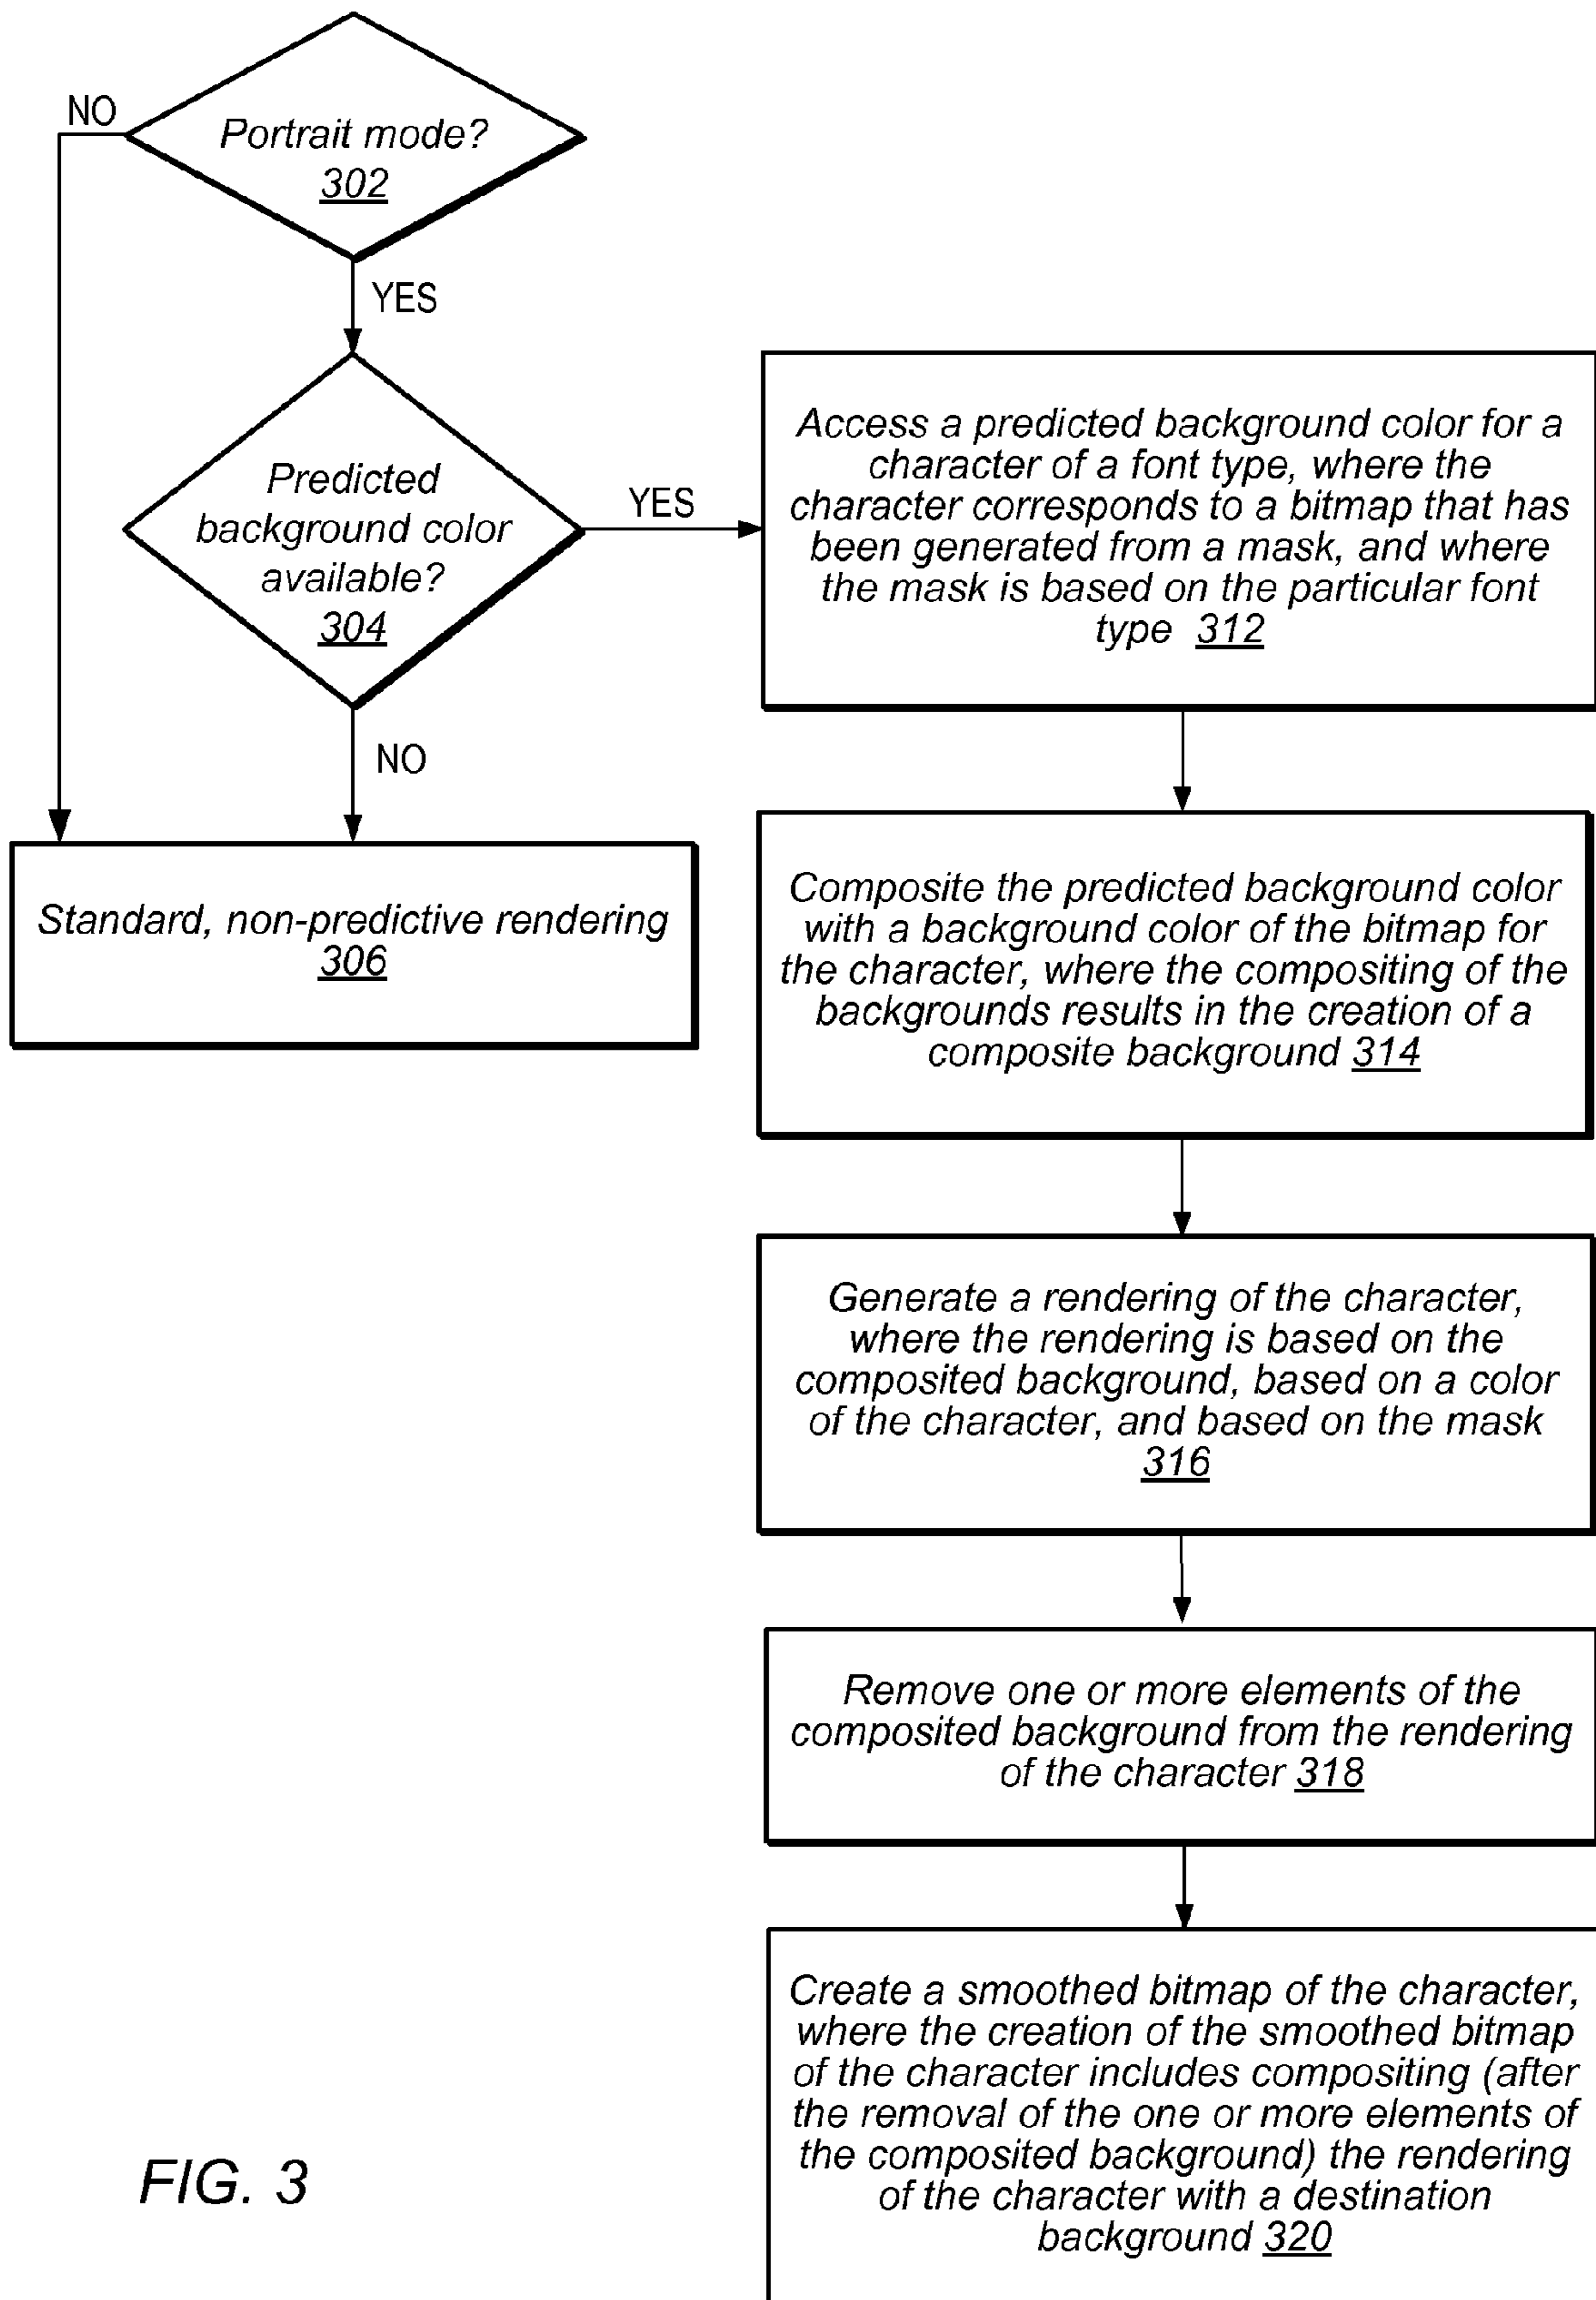 NO
Portrait mode?
302
YES
Predicted
background color
available?
304
YES
NO
Standard, non-predictive rendering
306
Access a predicted background color for a
character of a font type, where the
character corresponds to a bitmap that has
been generated from a mask, and where
the mask is based on the particular font
type 312
Composite the predicted background color
with a background color of the bitmap for
the character, where the compositing of the
backgrounds results in the creation of a
composite background 314
Generate a rendering of the character,
where the rendering is based on the
composited background, based on a color
of the character, and based on the mask
316
Remove one or more elements of the
composited background from the rendering
of the character 318
Create a smoothed bitmap of the character,
where the creation of the smoothed bitmap
of the character includes compositing (after
the removal of the one or more elements of
the composited background) the rendering
of the character with a destination
background 320
FIG. 3